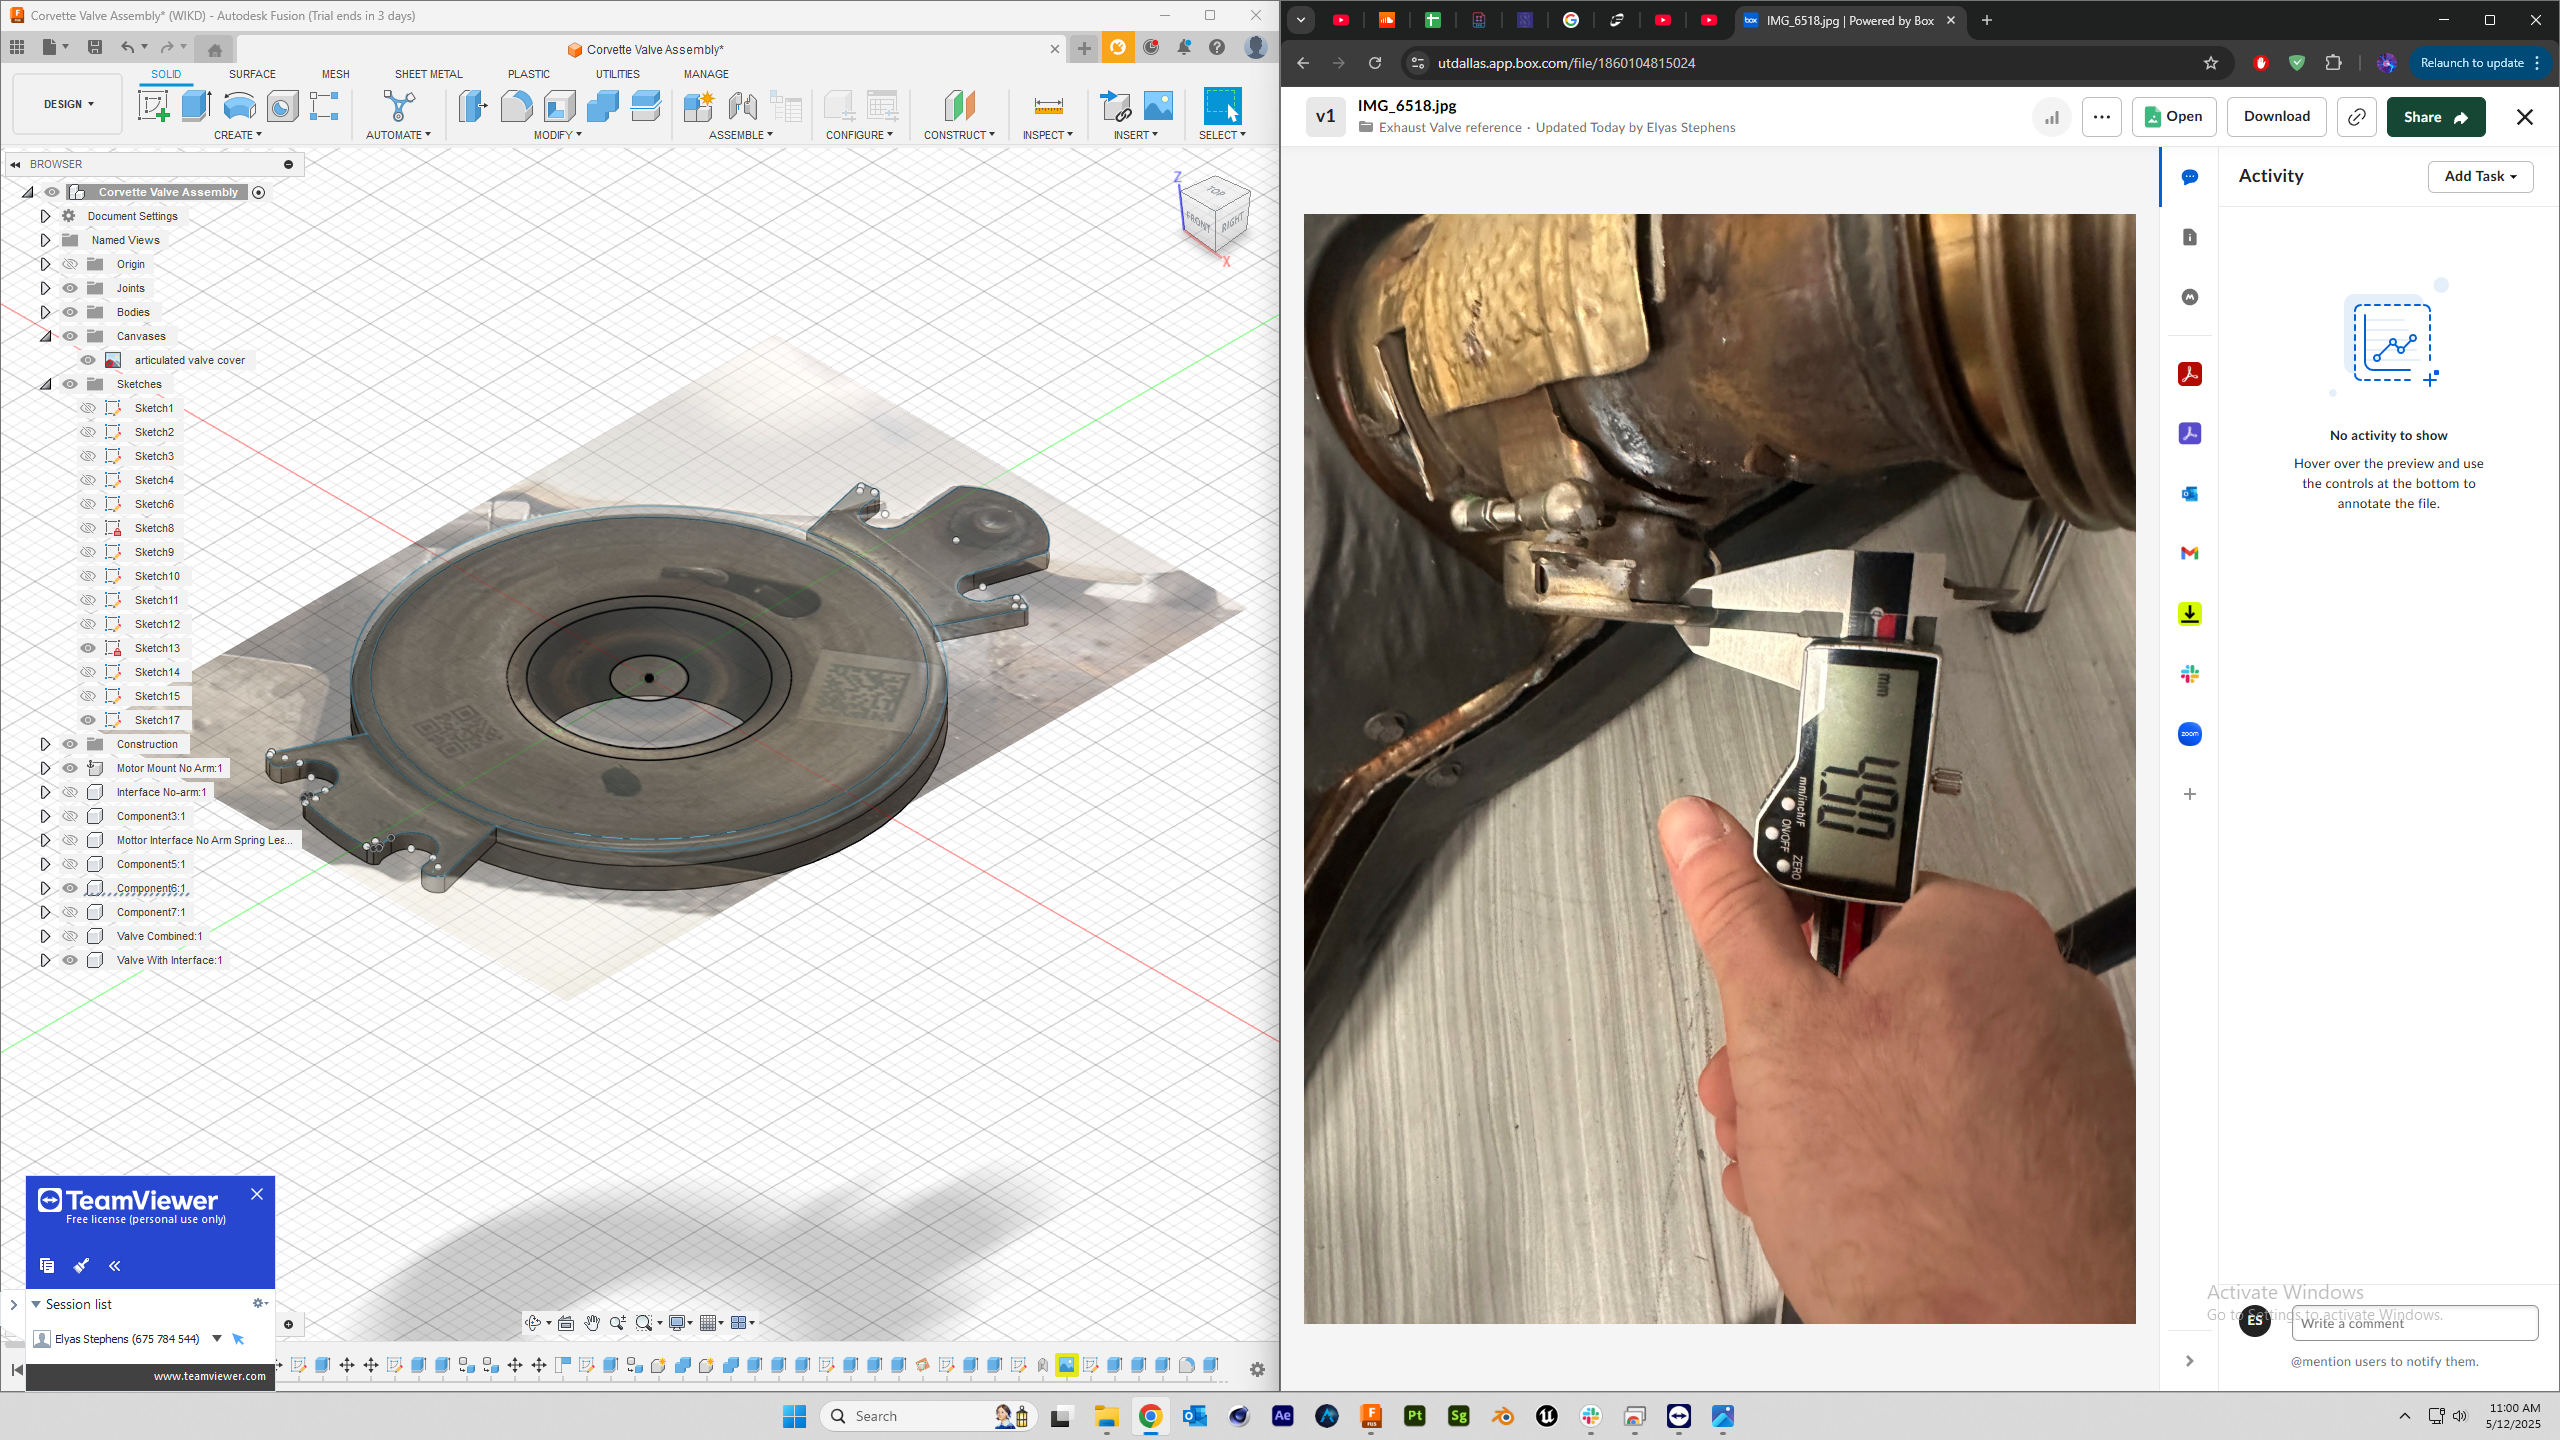 Corvette Valve Assembly* (WIKD) - Autodesk Fusion (Trial ends in 3 days)
Corvette Valve Assembly*
DESIGN
SOLID SURFACE MESH SHEET METAL PLASTIC UTILITIES MANAGE
CREATE AUTOMATE MODIFY ASSEMBLE CONFIGURE CONSTRUCT INSPECT INSERT SELECT
BROWSER
Corvette Valve Assembly
Document Settings
Named Views
Origin
Joints
Bodies
Canvases
articulated valve cover
Sketches
Sketch1
Sketch2
Sketch3
Sketch4
Sketch6
Sketch8
Sketch9
Sketch10
Sketch11
Sketch12
Sketch13
Sketch14
Sketch15
Sketch17
Construction
Motor Mount No Arm:1
Interface No-arm:1
Component3:1
Mottor Interface No Arm Spring Lea...
Component5:1
Component6:1
Component7:1
Valve Combined:1
Valve With Interface:1
Z
TOP
FRONT RIGHT
X
TeamViewer
Free license (personal use only)
Session list
Elyas Stephens (675 784 544)
www.teamviewer.com
IMG_6518.jpg | Powered by Box
utdallas.app.box.com/file/1860104815024
Relaunch to update
v1
IMG_6518.jpg
Exhaust Valve reference · Updated Today by Elyas Stephens
Open
Download
Share
mm
mm/inch/F
ON/OFF
ZERO
Activity
Add Task
No activity to show
Hover over the preview and use
the controls at the bottom to
annotate the file.
zoom
Activate Windows
Go to Settings to activate Windows.
ES
Write a comment
@mention users to notify them.
Search
Ae
F
FUS
Pt
Sg
11:00 AM
5/12/2025